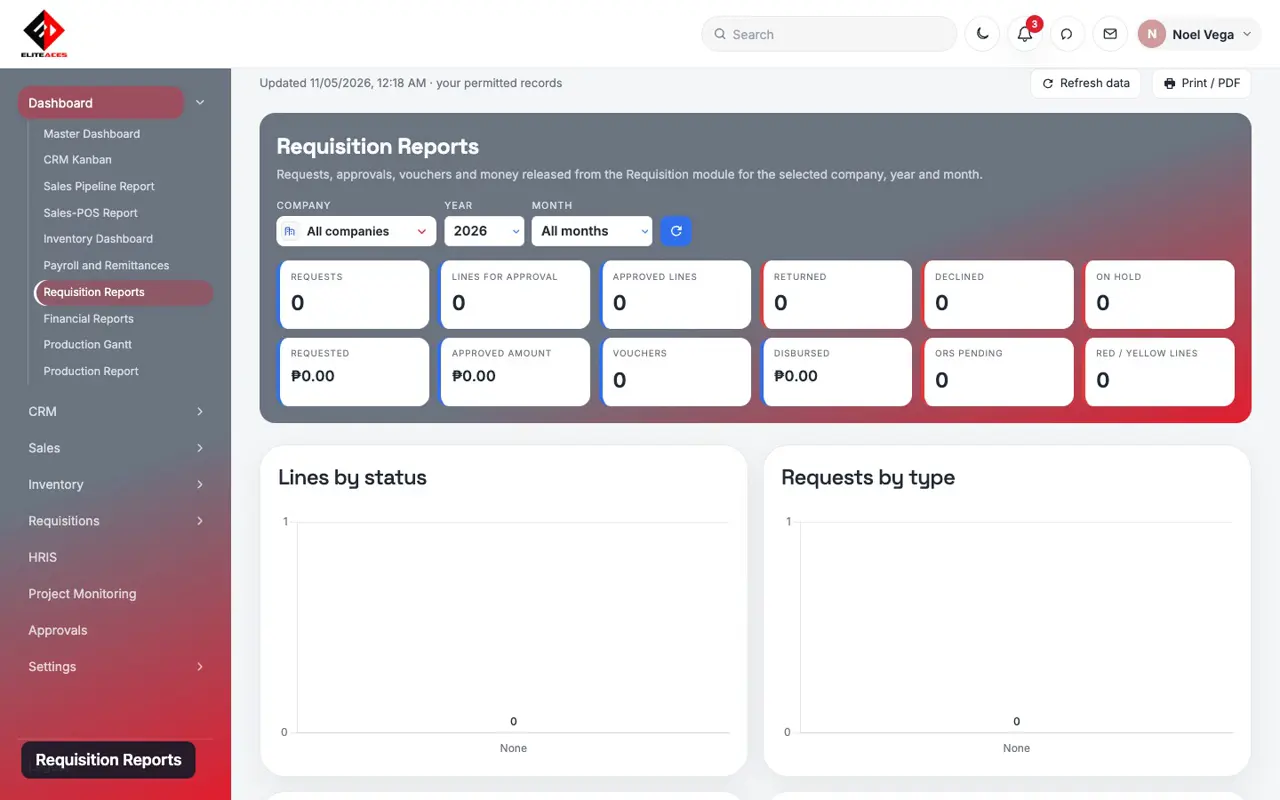 ELITEACES
Search
3
N
Noel Vega
Dashboard
Master Dashboard
CRM Kanban
Sales Pipeline Report
Sales-POS Report
Inventory Dashboard
Payroll and Remittances
Requisition Reports
Financial Reports
Production Gantt
Production Report
CRM
Sales
Inventory
Requisitions
HRIS
Project Monitoring
Approvals
Settings
Requisition Reports
Updated 11/05/2026, 12:18 AM · your permitted records
Refresh data
Print / PDF
Requisition Reports
Requests, approvals, vouchers and money released from the Requisition module for the selected company, year and month.
COMPANY YEAR MONTH
All companies 2026 All months
REQUESTS
0
LINES FOR APPROVAL
0
APPROVED LINES
0
RETURNED
0
DECLINED
0
ON HOLD
0
REQUESTED
₱0.00
APPROVED AMOUNT
₱0.00
VOUCHERS
0
DISBURSED
₱0.00
ORS PENDING
0
RED / YELLOW LINES
0
Lines by status
1
0
0
None
Requests by type
1
0
0
None